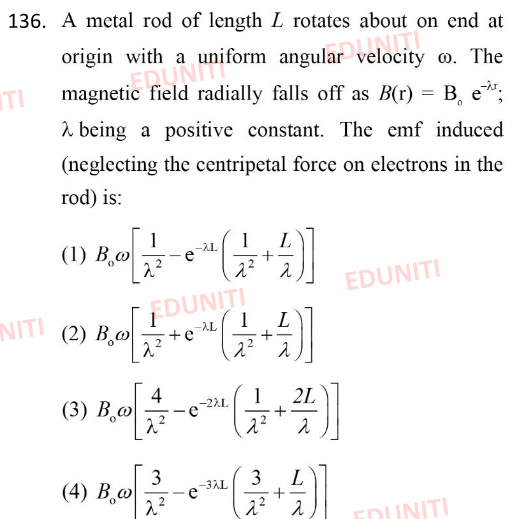 136. A metal rod of length L rotates about on end at
origin with a uniform angular velocity ω. The
magnetic field radially falls off as B(r) = B₀ e^(-λr);
λ being a positive constant. The emf induced
(neglecting the centripetal force on electrons in the
rod) is:
(1) B₀ω[1/λ² − e^(-λL)(1/λ² + L/λ)]
(2) B₀ω[1/λ² + e^(-λL)(1/λ² + L/λ)]
(3) B₀ω[4/λ² − e^(-2λL)(1/λ² + 2L/λ)]
(4) B₀ω[3/λ² − e^(-3λL)(3/λ² + L/λ)]
EDUNITI
EDUNITI
ITI
EDUNITI
EDUNITI
NITI
EDUNITI